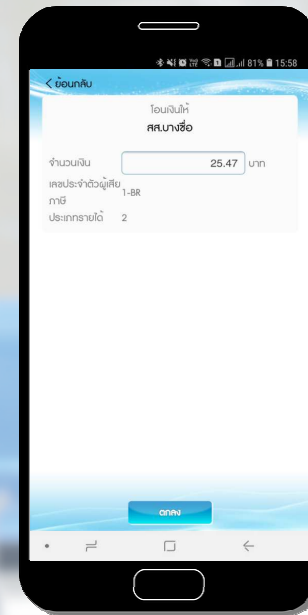 81% 15:58
< ย้อนกลับ
โอนเงินให้
สส.บางซื่อ
จำนวนเงิน 25.47 บาท
เลขประจำตัวผู้เสีย
ภาษี 1-BR
ประเภทรายได้ 2
ตกลง